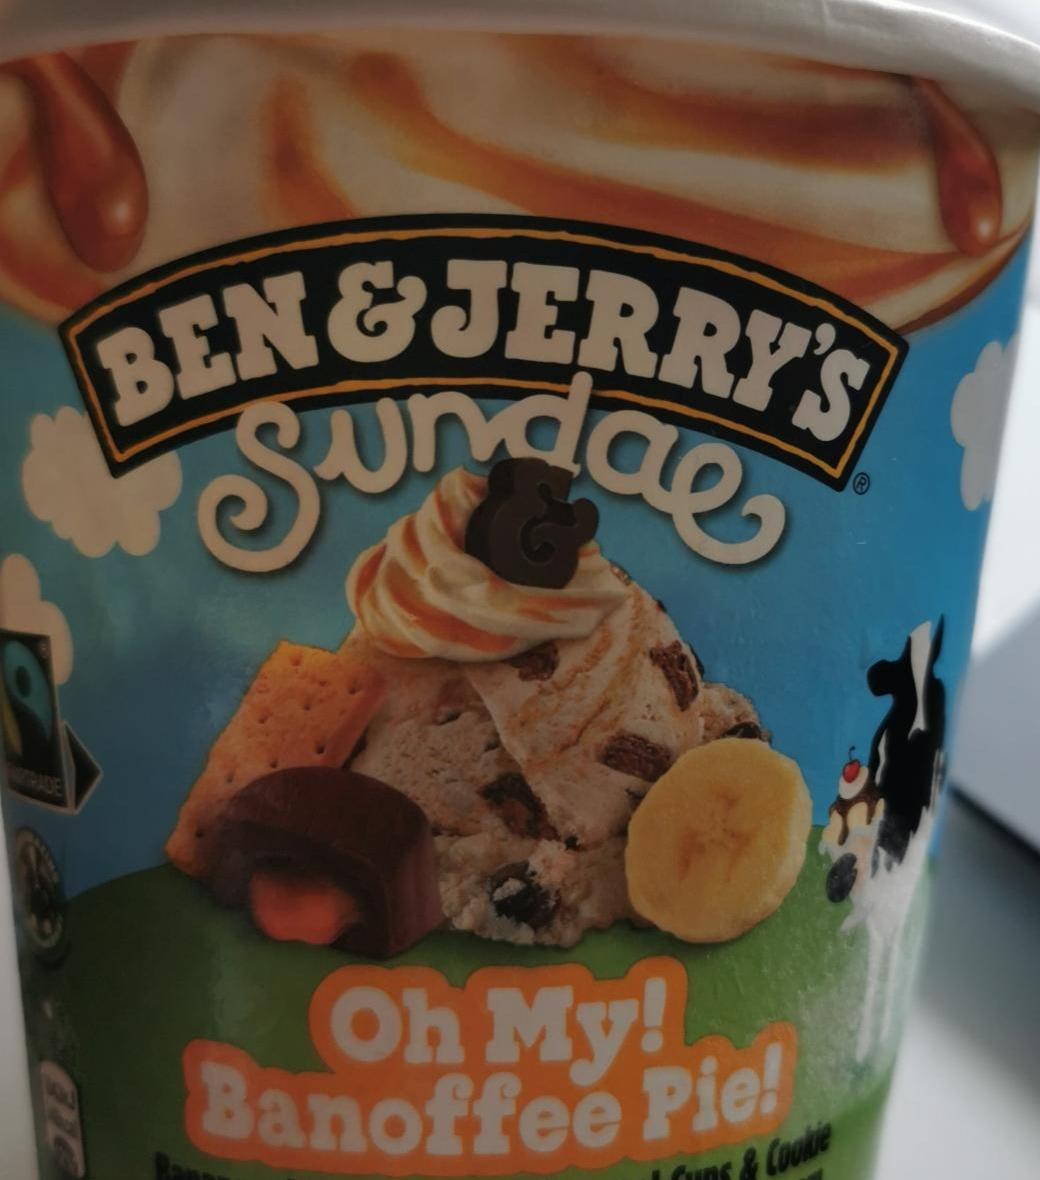 BEN & JERRY'S
Sundae
®
&
Oh My!
Banoffee Pie!
Cups & Cookie